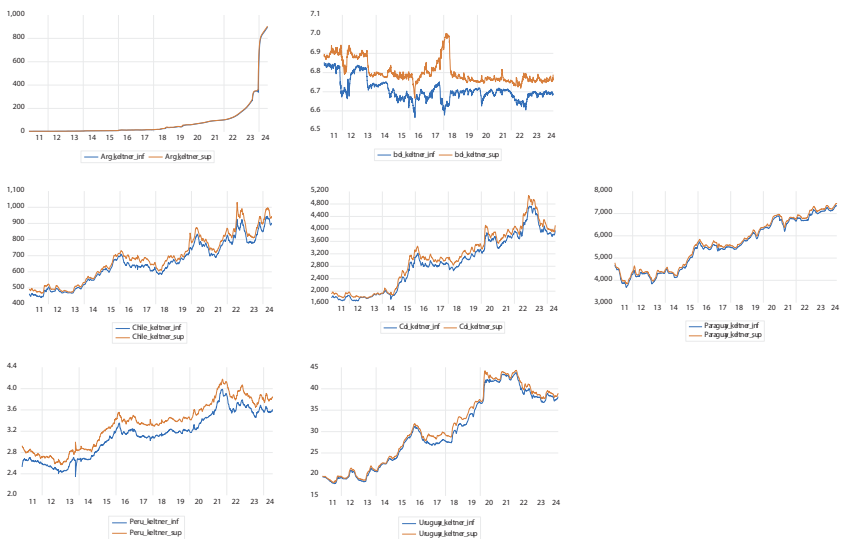 1,000
800
600
400
200
0
11 12 13 14 15 16 17 18 19 20 21 22 23 24
Arg_keltner_inf Arg_keltner_sup
7.1
7.0
6.9
6.8
6.7
6.6
6.5
11 12 13 14 15 16 17 18 19 20 21 22 23 24
bol_keltner_inf bol_keltner_sup
1,100
1,000
900
800
700
600
500
400
11 12 13 14 15 16 17 18 19 20 21 22 23 24
Chile_keltner_inf
Chile_keltner_sup
5,200
4,800
4,400
4,000
3,600
3,200
2,800
2,400
2,000
1,600
11 12 13 14 15 16 17 18 19 20 21 22 23 24
Col_keltner_inf Col_keltner_sup
8,000
7,000
6,000
5,000
4,000
3,000
11 12 13 14 15 16 17 18 19 20 21 22 23 24
Paraguay_keltner_inf
Paraguay_keltner_sup
4.4
4.0
3.6
3.2
2.8
2.4
2.0
11 12 13 14 15 16 17 18 19 20 21 22 23 24
Peru_keltner_inf
Peru_keltner_sup
45
40
35
30
25
20
15
11 12 13 14 15 16 17 18 19 20 21 22 23 24
Uruguay_keltner_inf
Uruguay_keltner_sup